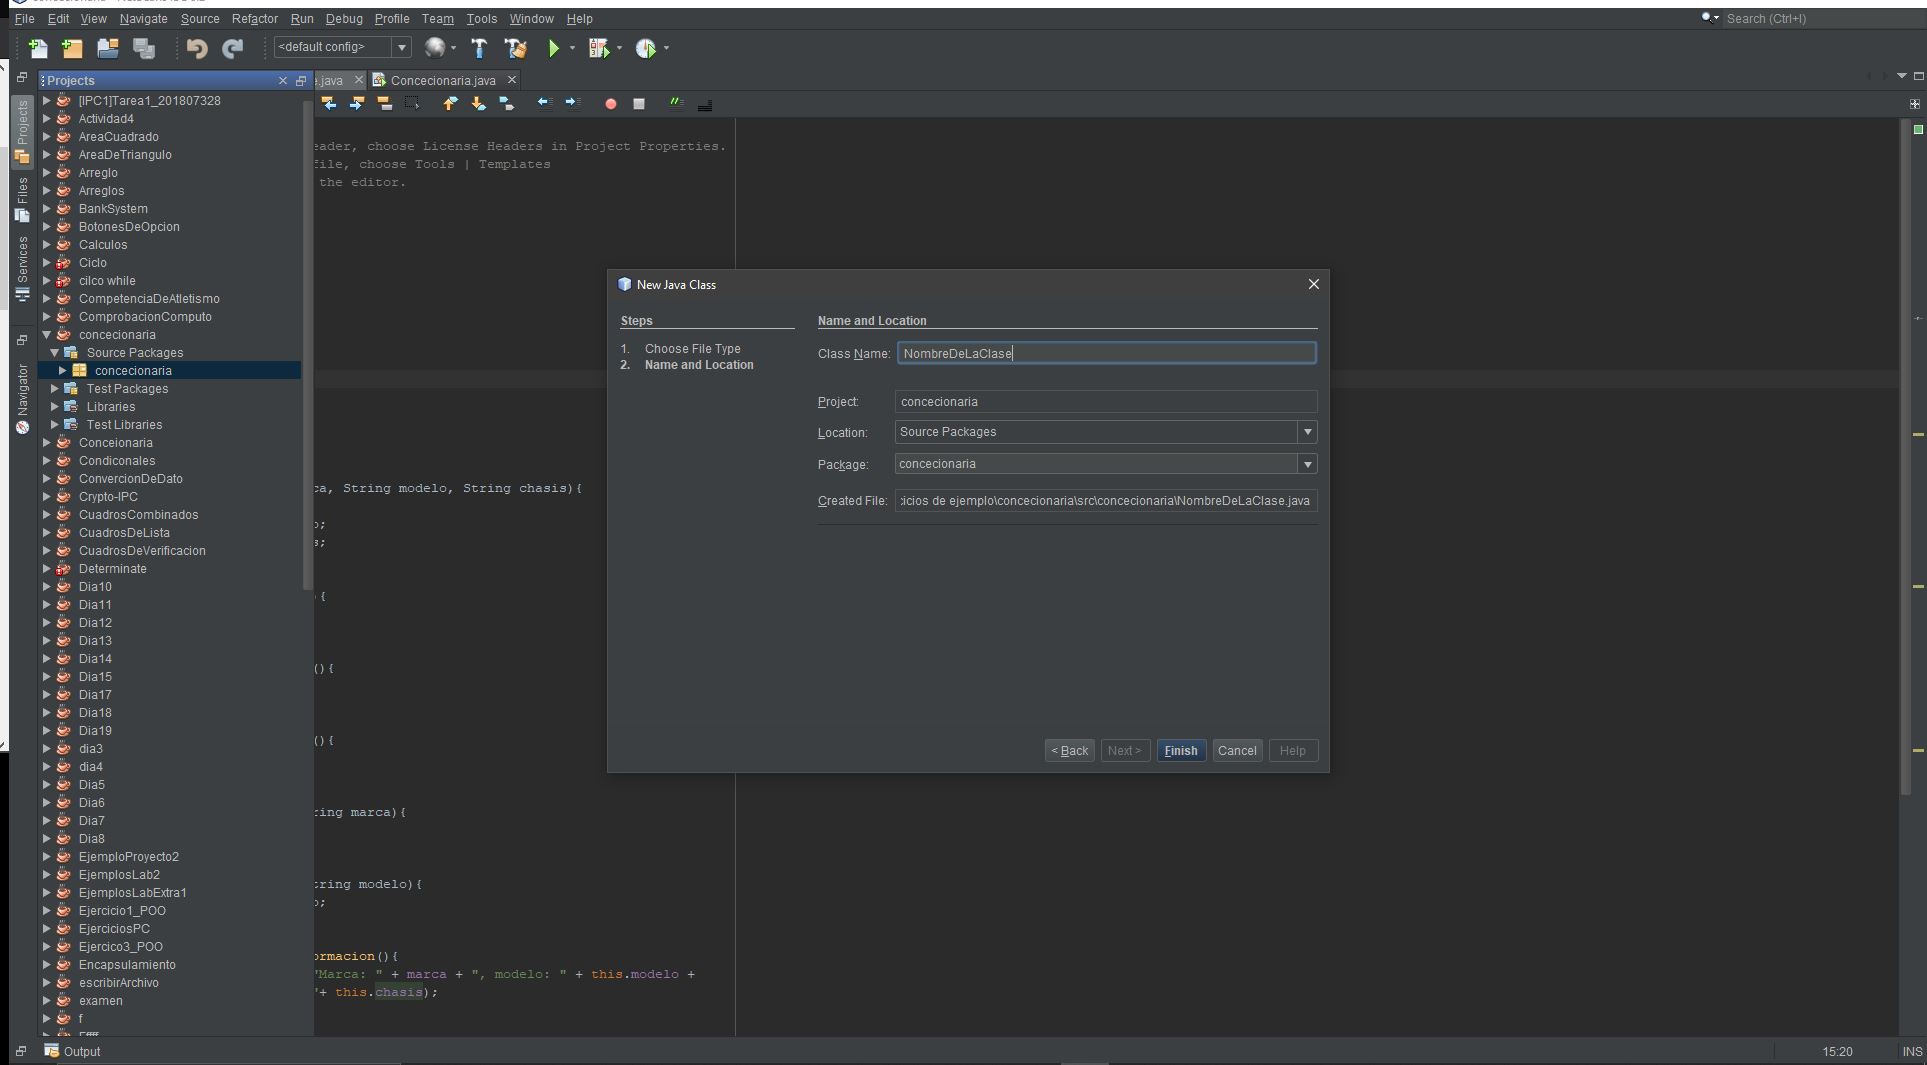 File Edit View Navigate Source Refactor Run Debug Profile Team Tools Window Help
Search (Ctrl+I)
<default config>
Projects
e.java
Concecionaria.java
Projects
Files
Services
Navigator
[IPC1]Tarea1_201807328
Actividad4
AreaCuadrado
AreaDeTriangulo
Arreglo
Arreglos
BankSystem
BotonesDeOpcion
Calculos
Ciclo
cilco while
CompetenciaDeAtletismo
ComprobacionComputo
concecionaria
Source Packages
concecionaria
Test Packages
Libraries
Test Libraries
Conceionaria
Condiconales
ConvercionDeDato
Crypto-IPC
CuadrosCombinados
CuadrosDeLista
CuadrosDeVerificacion
Determinate
Dia10
Dia11
Dia12
Dia13
Dia14
Dia15
Dia17
Dia18
Dia19
dia3
dia4
Dia5
Dia6
Dia7
Dia8
EjemploProyecto2
EjemplosLab2
EjemplosLabExtra1
Ejercicio1_POO
EjerciciosPC
Ejercico3_POO
Encapsulamiento
escribirArchivo
examen
f
eader, choose License Headers in Project Properties.
file, choose Tools | Templates
the editor.
ca, String modelo, String chasis){
o;
s;
{
(){
(){
ring marca){
tring modelo){
o;
ormacion(){
"Marca: " + marca + ", modelo: " + this.modelo +
"+ this.chasis);
New Java Class
Steps
1. Choose File Type
2. Name and Location
Name and Location
Class Name: NombreDeLaClase
Project: concecionaria
Location: Source Packages
Package: concecionaria
Created File: icios de ejemplo\concecionaria\src\concecionaria\NombreDeLaClase.java
< Back Next > Finish Cancel Help
Output
15:20 INS